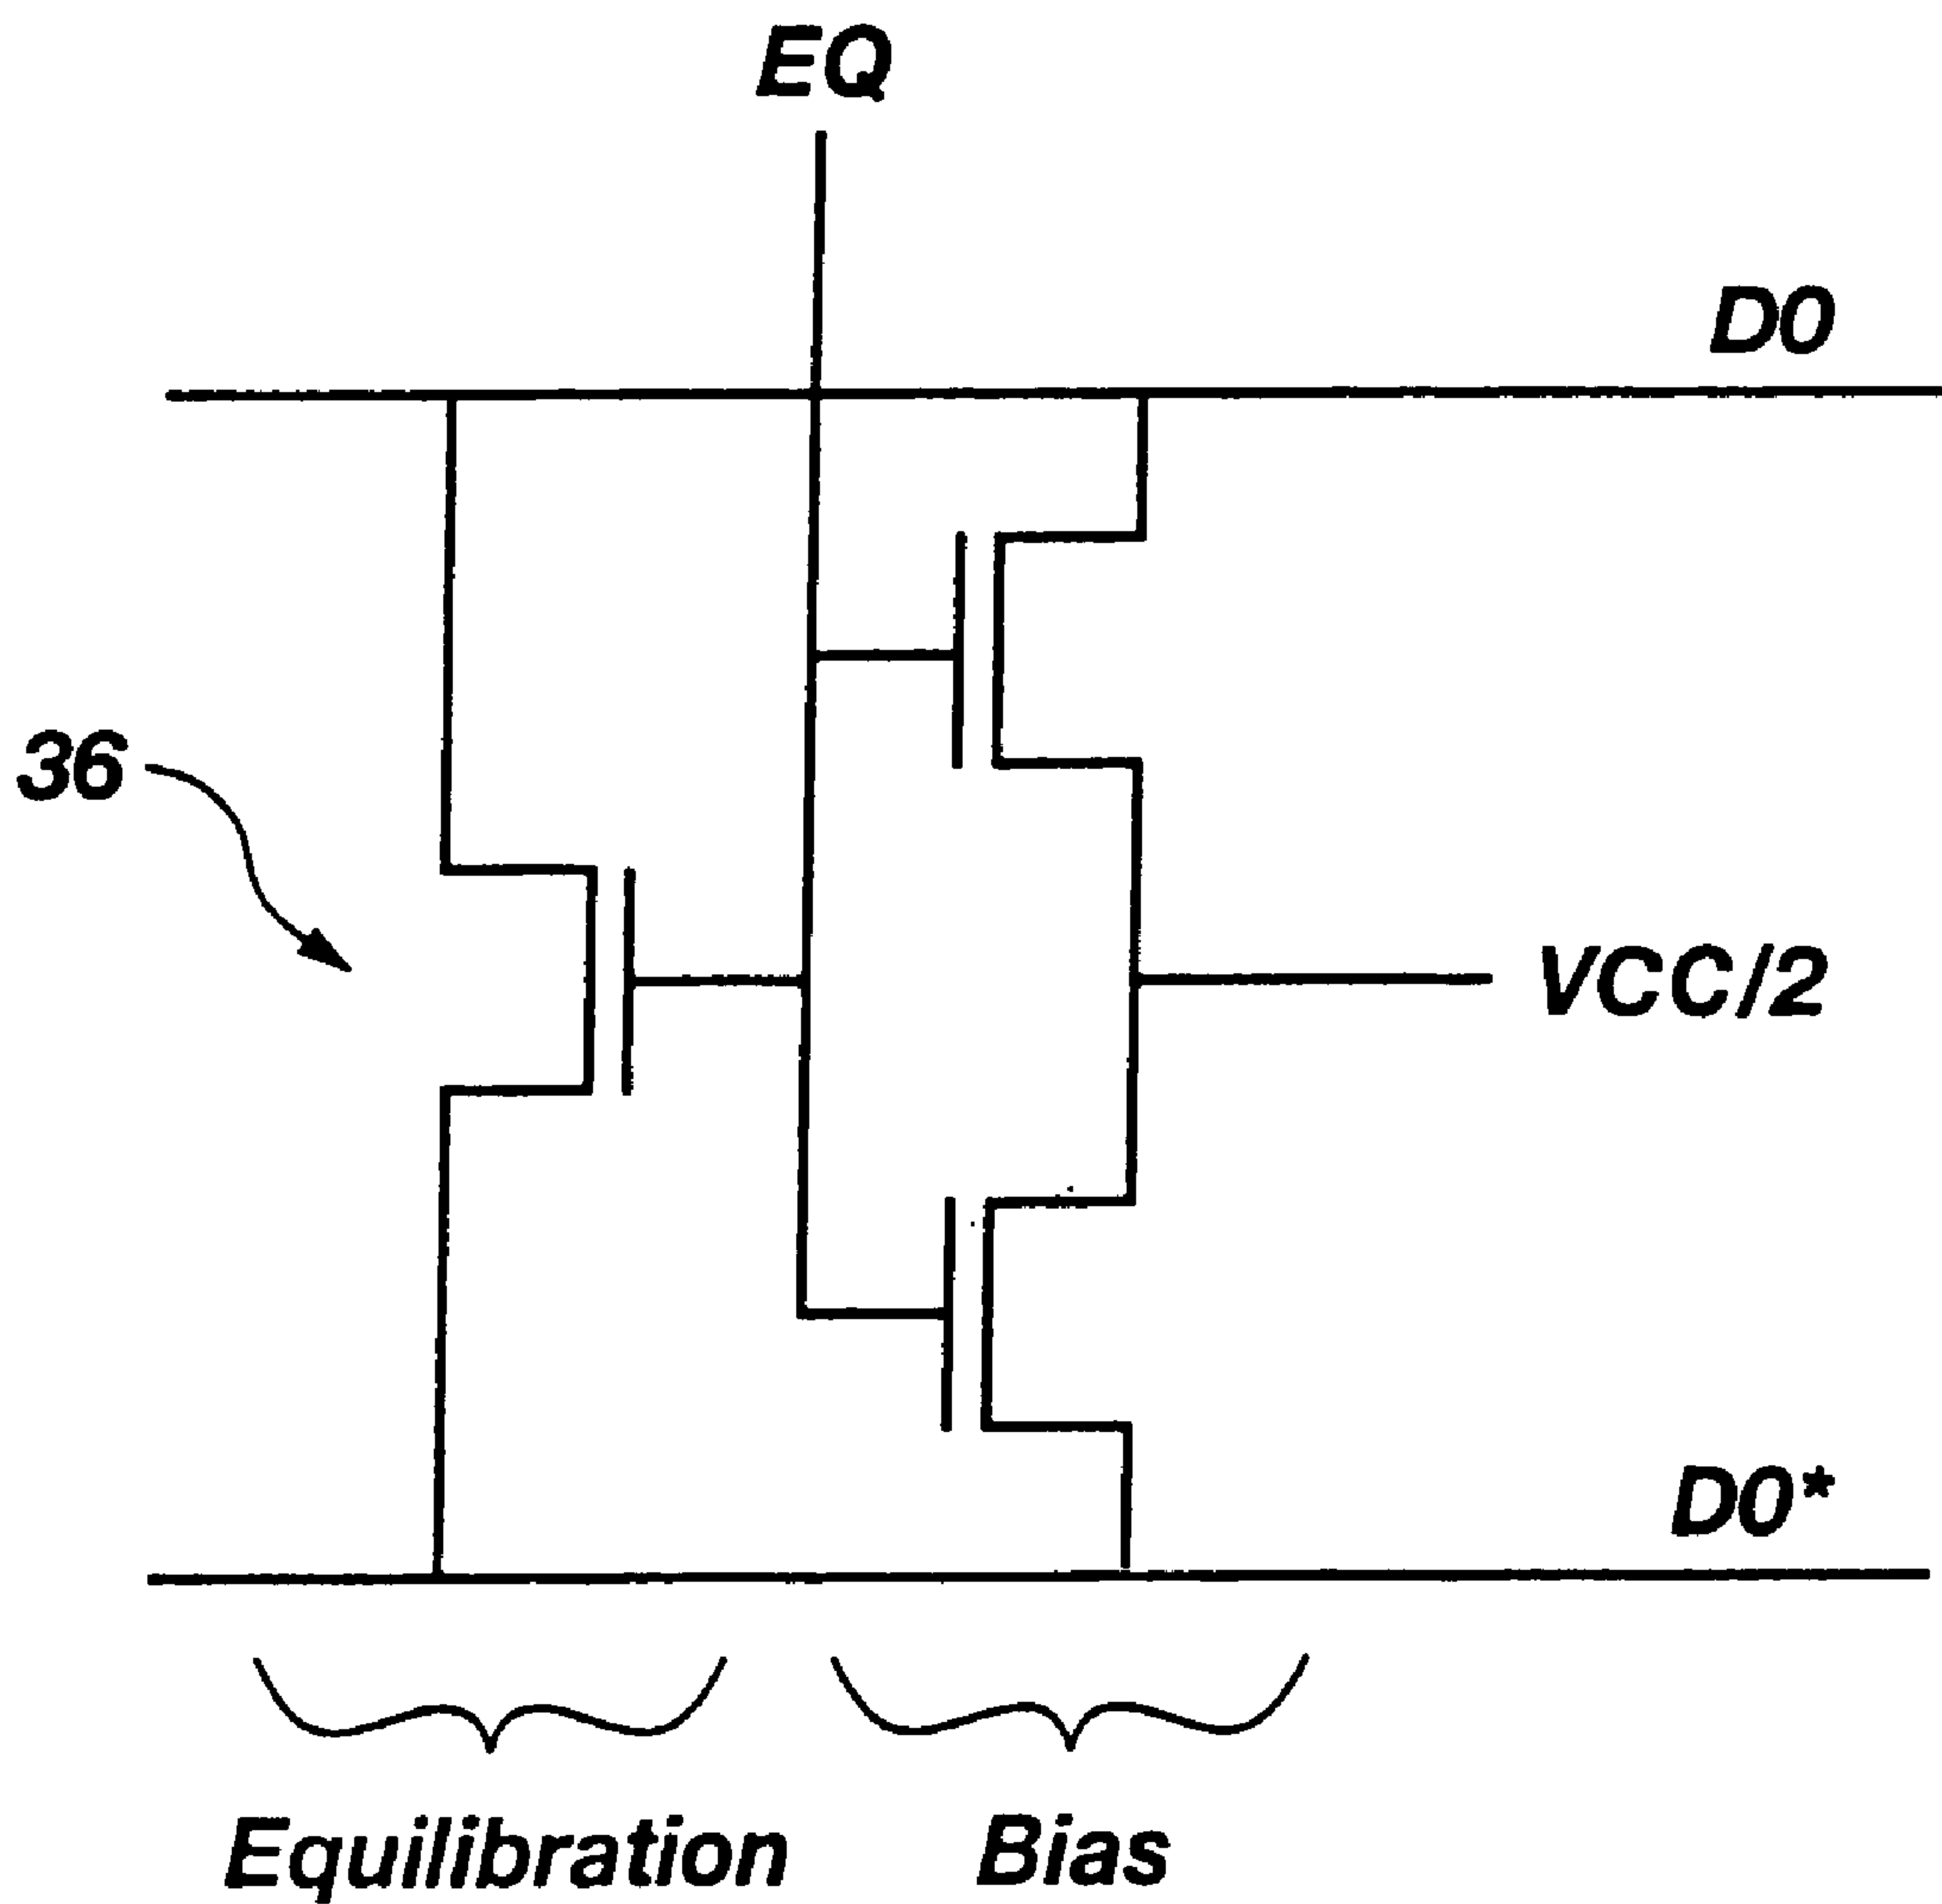 EQ
D0
36
VCC/2
D0*
Equilibration
Bias